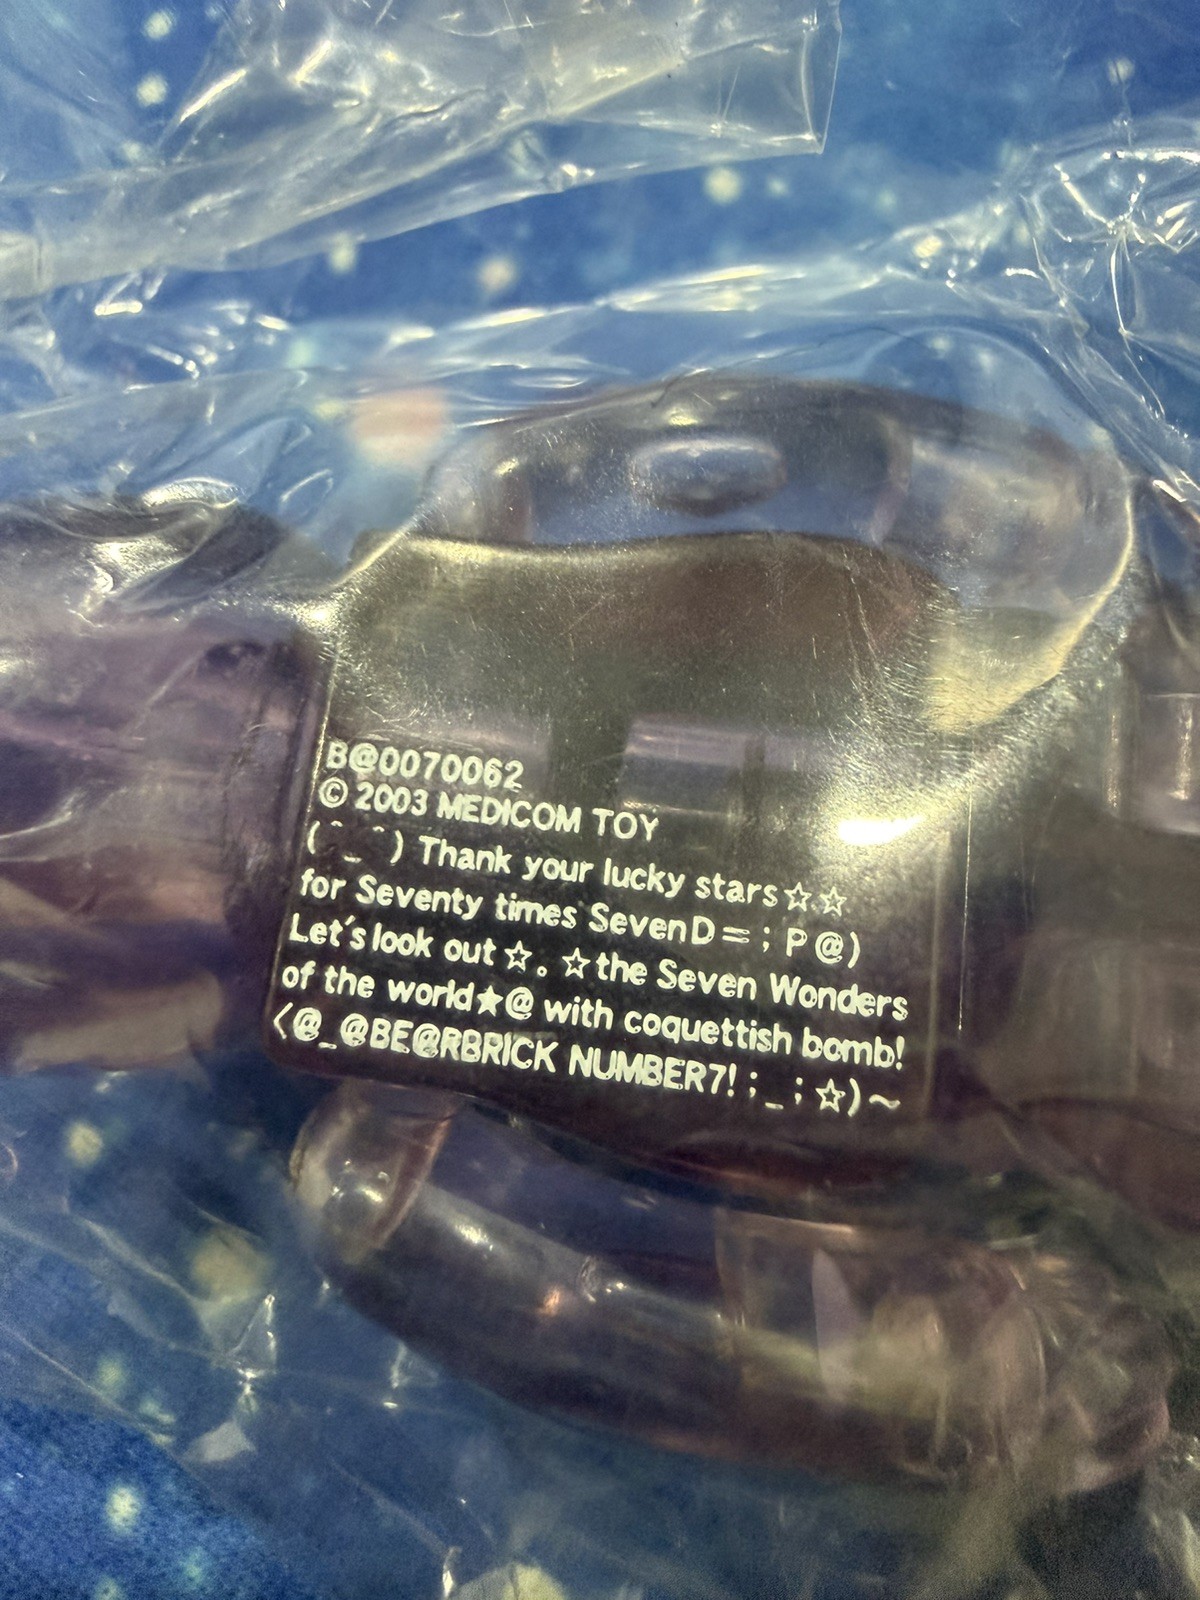 B@0070062
© 2003 MEDICOM TOY
(ˆ_ˆ) Thank your lucky stars☆☆
for Seventy times SevenD=;P@)
Let's look out☆。☆the Seven Wonders
of the world★@ with coquettish bomb!
<@_@BE@RBRICK NUMBER7!;_;☆)~